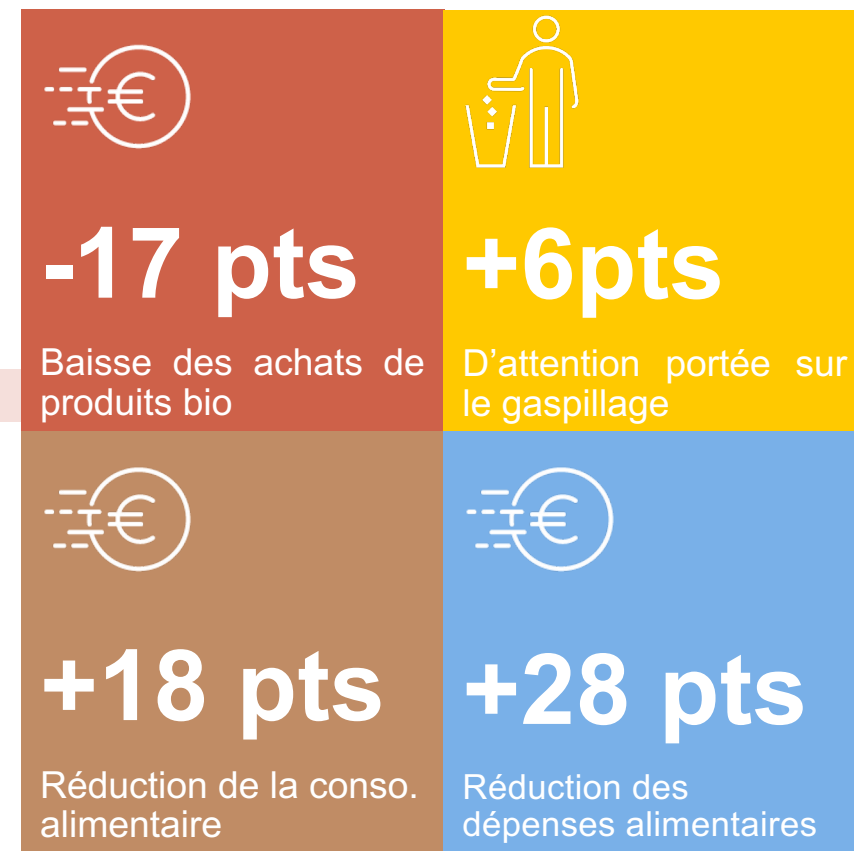 -17 pts
Baisse des achats de
produits bio
+6pts
D'attention portée sur
le gaspillage
+18 pts
Réduction de la conso.
alimentaire
+28 pts
Réduction des
dépenses alimentaires